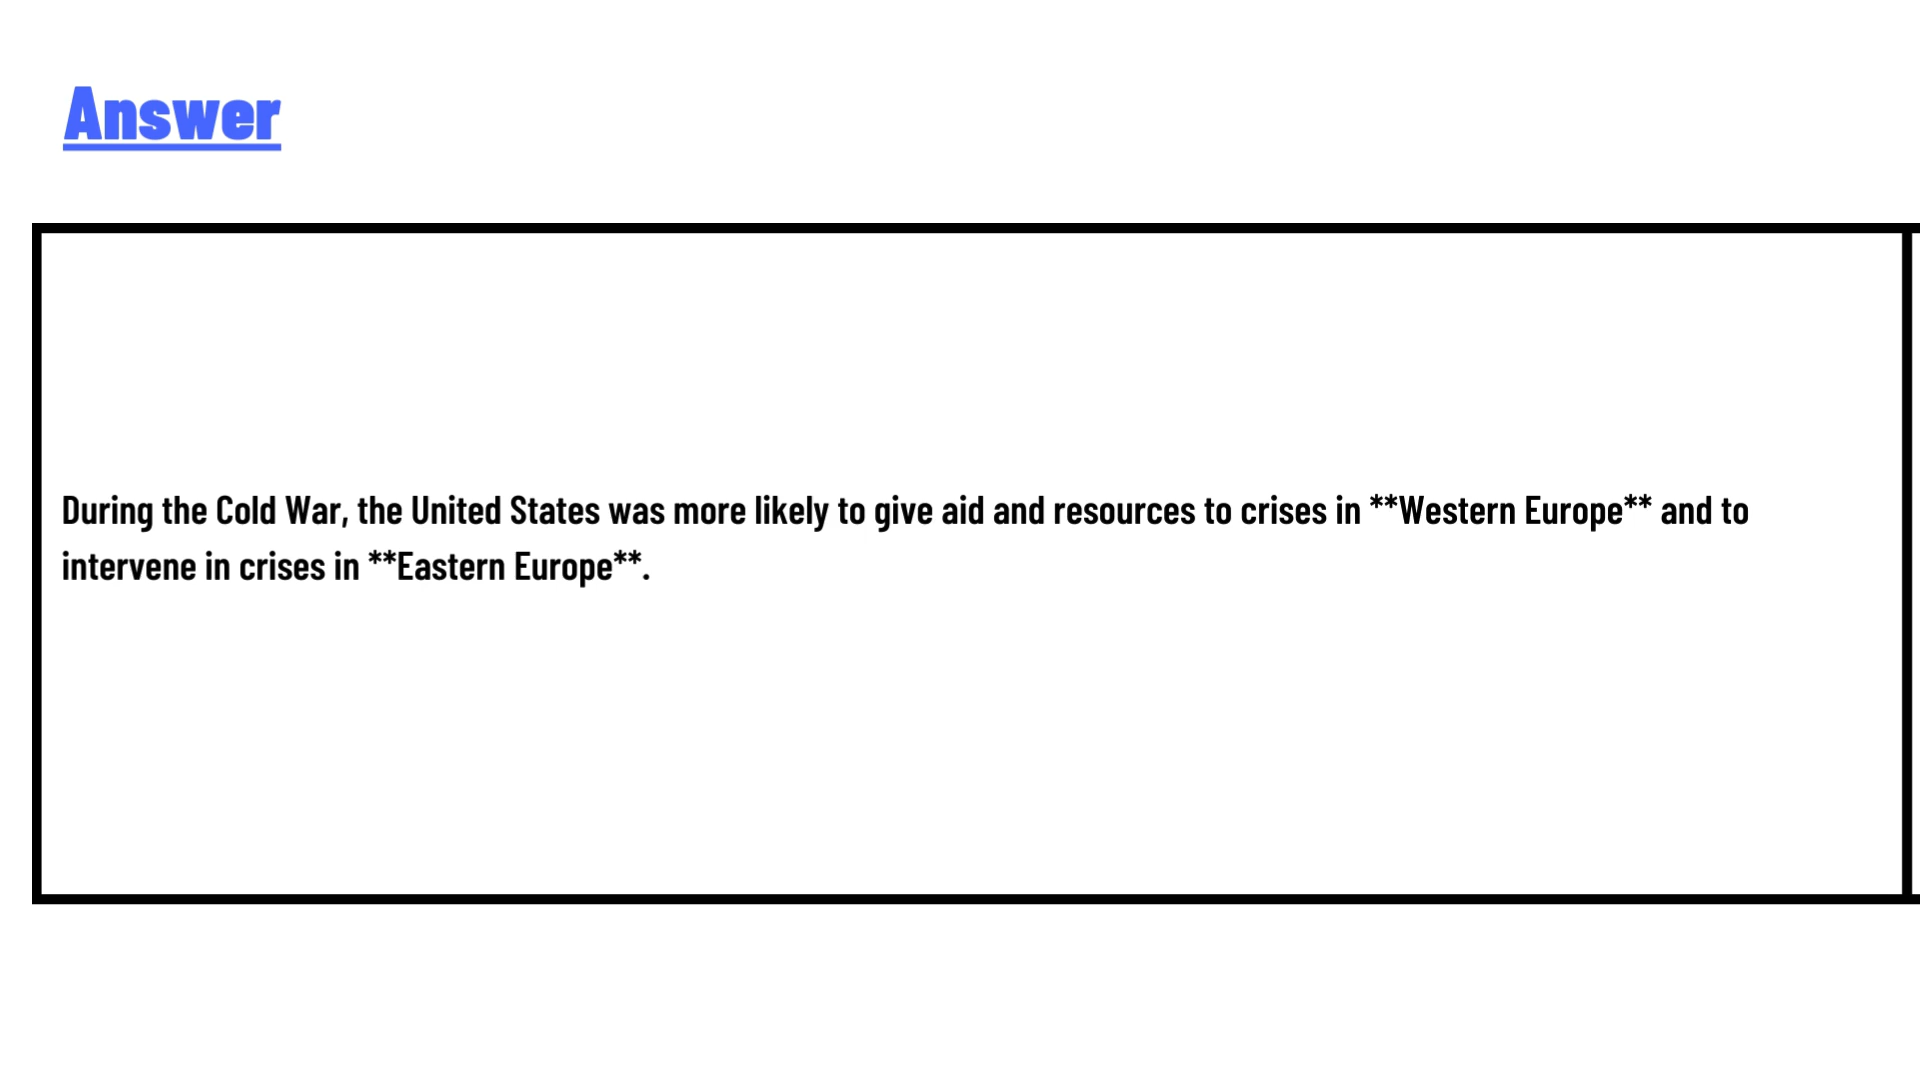 Answer
During the Cold War, the United States was more likely to give aid and resources to crises in **Western Europe** and to
intervene in crises in **Eastern Europe**.